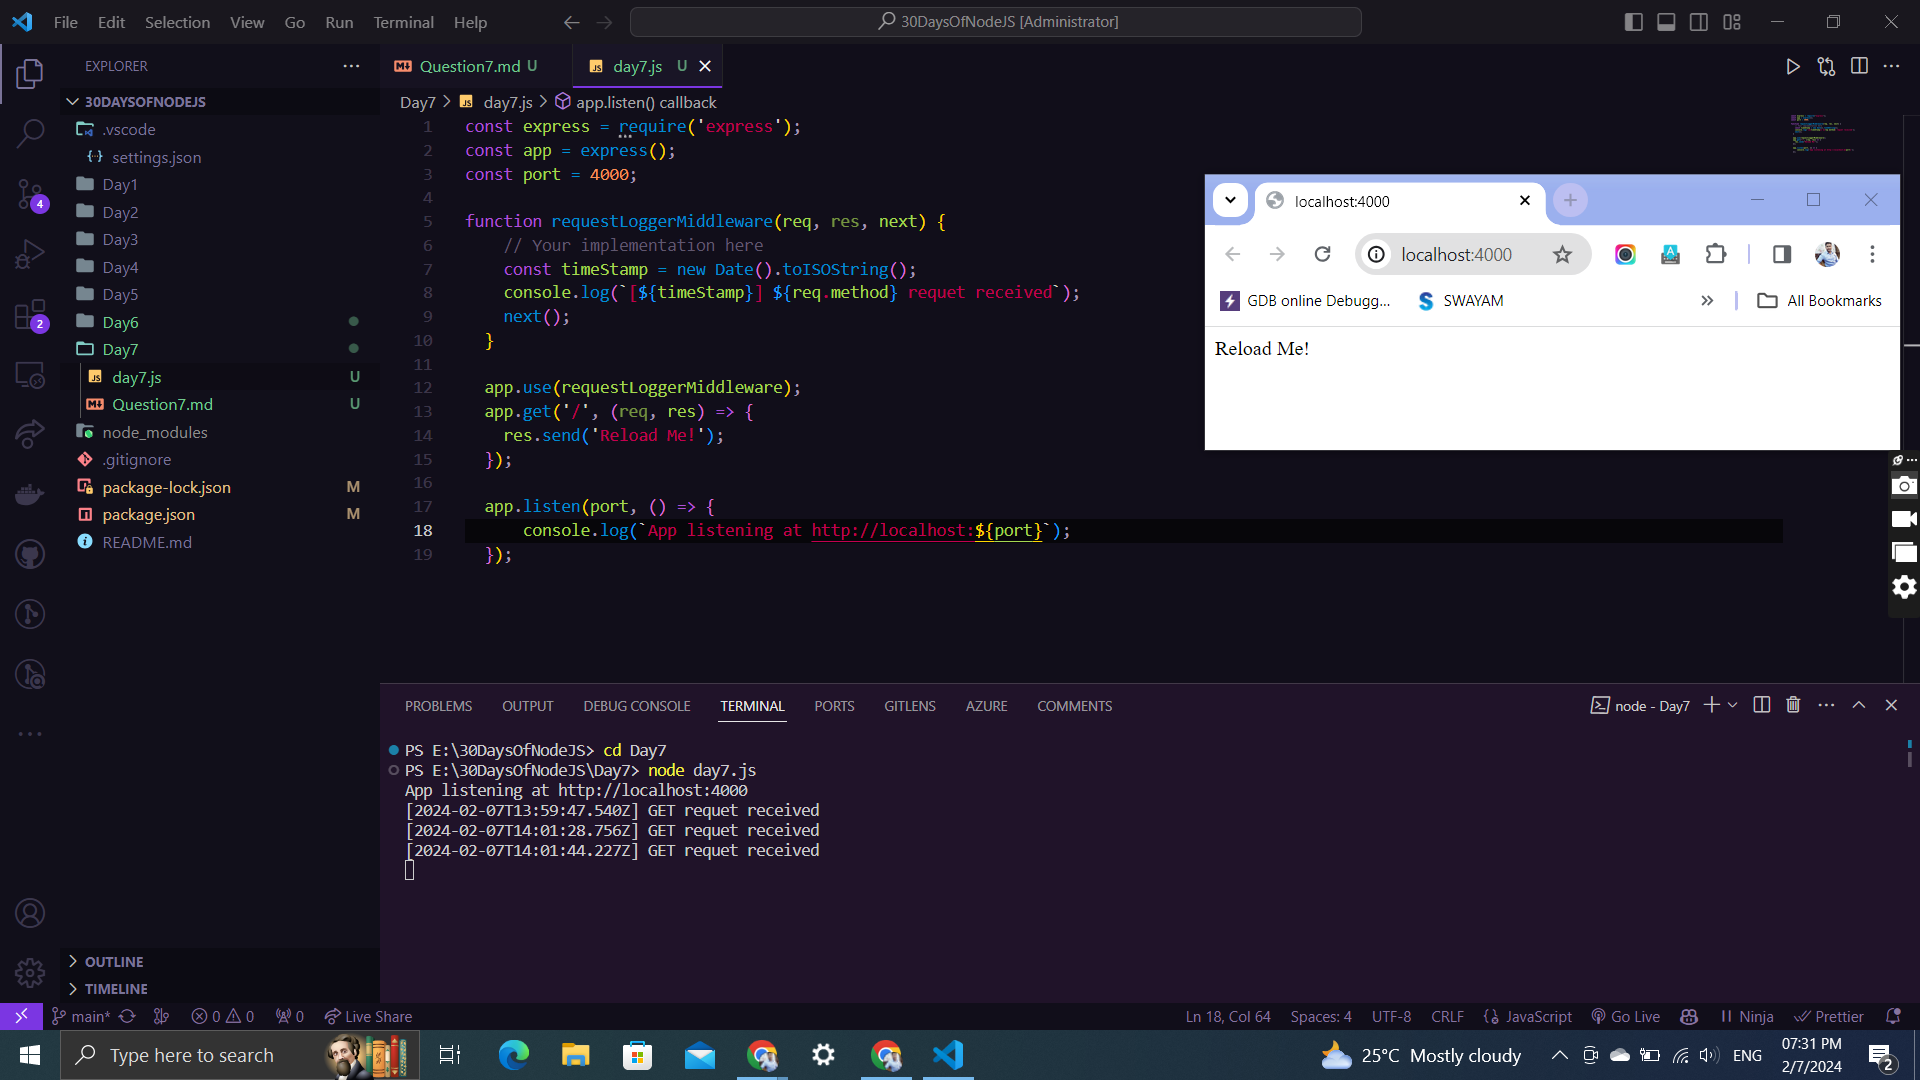 File Edit Selection View Go Run Terminal Help
30DaysOfNodeJS [Administrator]
EXPLORER
30DAYSOFNODEJS
.vscode
settings.json
Day1
Day2
Day3
Day4
Day5
Day6
Day7
day7.js U
Question7.md U
node_modules
.gitignore
package-lock.json M
package.json M
README.md
OUTLINE
TIMELINE
4
2
Question7.md U
day7.js U
Day7 > day7.js > app.listen() callback
1 const express = require('express');
2 const app = express();
3 const port = 4000;
4
5 function requestLoggerMiddleware(req, res, next) {
6 // Your implementation here
7 const timeStamp = new Date().toISOString();
8 console.log(`[${timeStamp}] ${req.method} requet received`);
9 next();
10 }
11
12 app.use(requestLoggerMiddleware);
13 app.get('/', (req, res) => {
14 res.send('Reload Me!');
15 });
16
17 app.listen(port, () => {
18 console.log(`App listening at http://localhost:${port}`);
19 });
localhost:4000
localhost:4000
GDB online Debugg...
SWAYAM
All Bookmarks
Reload Me!
PROBLEMS OUTPUT DEBUG CONSOLE TERMINAL PORTS GITLENS AZURE COMMENTS
node - Day7
PS E:\30DaysOfNodeJS> cd Day7
PS E:\30DaysOfNodeJS\Day7> node day7.js
App listening at http://localhost:4000
[2024-02-07T13:59:47.540Z] GET requet received
[2024-02-07T14:01:28.756Z] GET requet received
[2024-02-07T14:01:44.227Z] GET requet received
main* 0 0 0 Live Share
Ln 18, Col 64 Spaces: 4 UTF-8 CRLF JavaScript Go Live Ninja Prettier
Type here to search
25°C Mostly cloudy
ENG
07:31 PM
2/7/2024
2